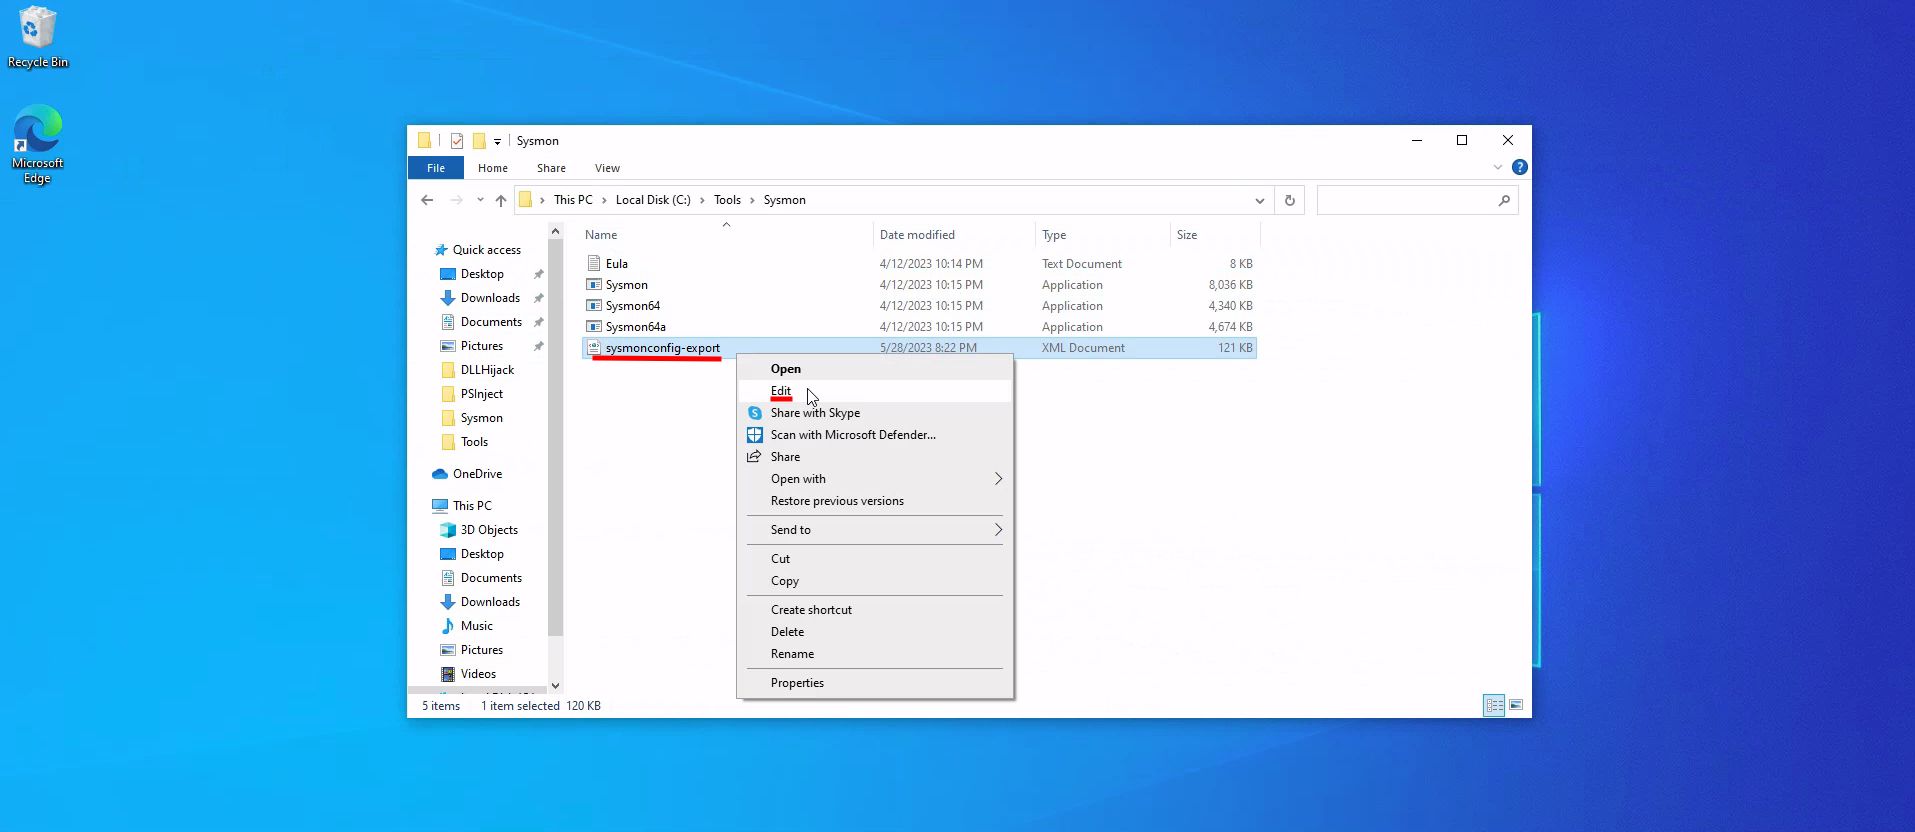 Recycle Bin
Microsoft
Edge
Sysmon
File Home Share View
This PC Local Disk (C:) Tools Sysmon
Name Date modified Type Size
Eula 4/12/2023 10:14 PM Text Document 8 KB
Sysmon 4/12/2023 10:15 PM Application 8,036 KB
Sysmon64 4/12/2023 10:15 PM Application 4,340 KB
Sysmon64a 4/12/2023 10:15 PM Application 4,674 KB
sysmonconfig-export 5/28/2023 8:22 PM XML Document 121 KB
Quick access
Desktop
Downloads
Documents
Pictures
DLLHijack
PSInject
Sysmon
Tools
OneDrive
This PC
3D Objects
Desktop
Documents
Downloads
Music
Pictures
Videos
Open
Edit
Share with Skype
Scan with Microsoft Defender...
Share
Open with
Restore previous versions
Send to
Cut
Copy
Create shortcut
Delete
Rename
Properties
5 items 1 item selected 120 KB